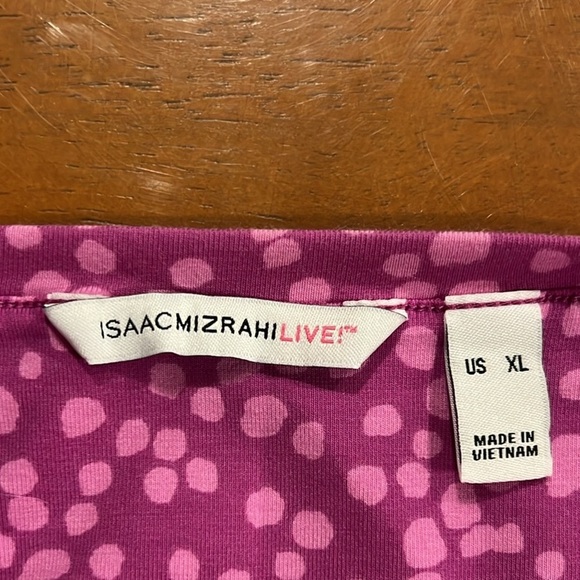 ISAACMIZRAHILIVE!™
US XL
MADE IN
VIETNAM